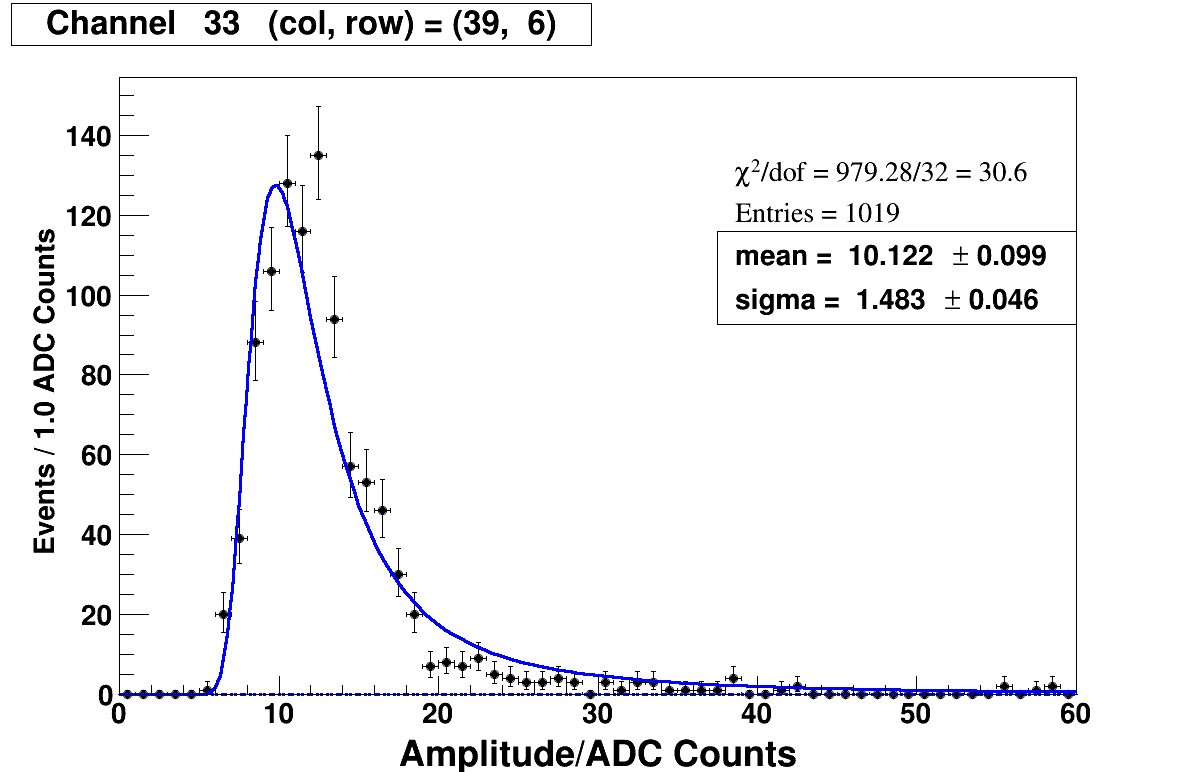 Channel 33 (col, row) = (39, 6)
χ²/dof = 979.28/32 = 30.6
Entries = 1019
mean = 10.122 ± 0.099
sigma = 1.483 ± 0.046
Events / 1.0 ADC Counts
140
120
100
80
60
40
20
0
0 10 20 30 40 50 60
Amplitude/ADC Counts